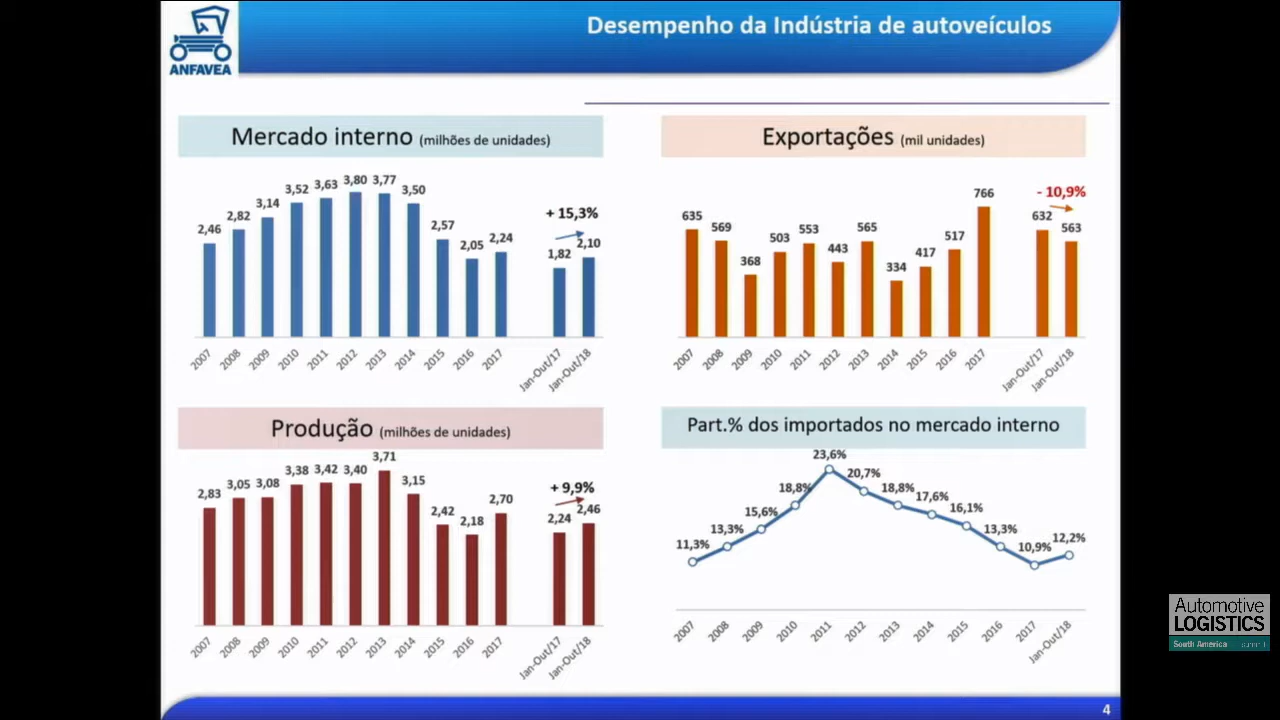 ANFAVEA
Desempenho da Indústria de autoveículos
Mercado interno (milhões de unidades)
2,46 2,82 3,14 3,52 3,63 3,80 3,77 3,50 2,57 2,05 2,24 1,82 2,10
+ 15,3%
2007 2008 2009 2010 2011 2012 2013 2014 2015 2016 2017 Jan-Out/17 Jan-Out/18
Exportações (mil unidades)
635 569 368 503 553 443 565 334 417 517 766 632 563
- 10,9%
2007 2008 2009 2010 2011 2012 2013 2014 2015 2016 2017 Jan-Out/17 Jan-Out/18
Produção (milhões de unidades)
2,83 3,05 3,08 3,38 3,42 3,40 3,71 3,15 2,42 2,18 2,70 2,24 2,46
+ 9,9%
2007 2008 2009 2010 2011 2012 2013 2014 2015 2016 2017 Jan-Out/17 Jan-Out/18
Part.% dos importados no mercado interno
11,3% 13,3% 15,6% 18,8% 23,6% 20,7% 18,8% 17,6% 16,1% 13,3% 10,9% 12,2%
2007 2008 2009 2010 2011 2012 2013 2014 2015 2016 2017 Jan-Out/18
Automotive
LOGISTICS
South America summit
4